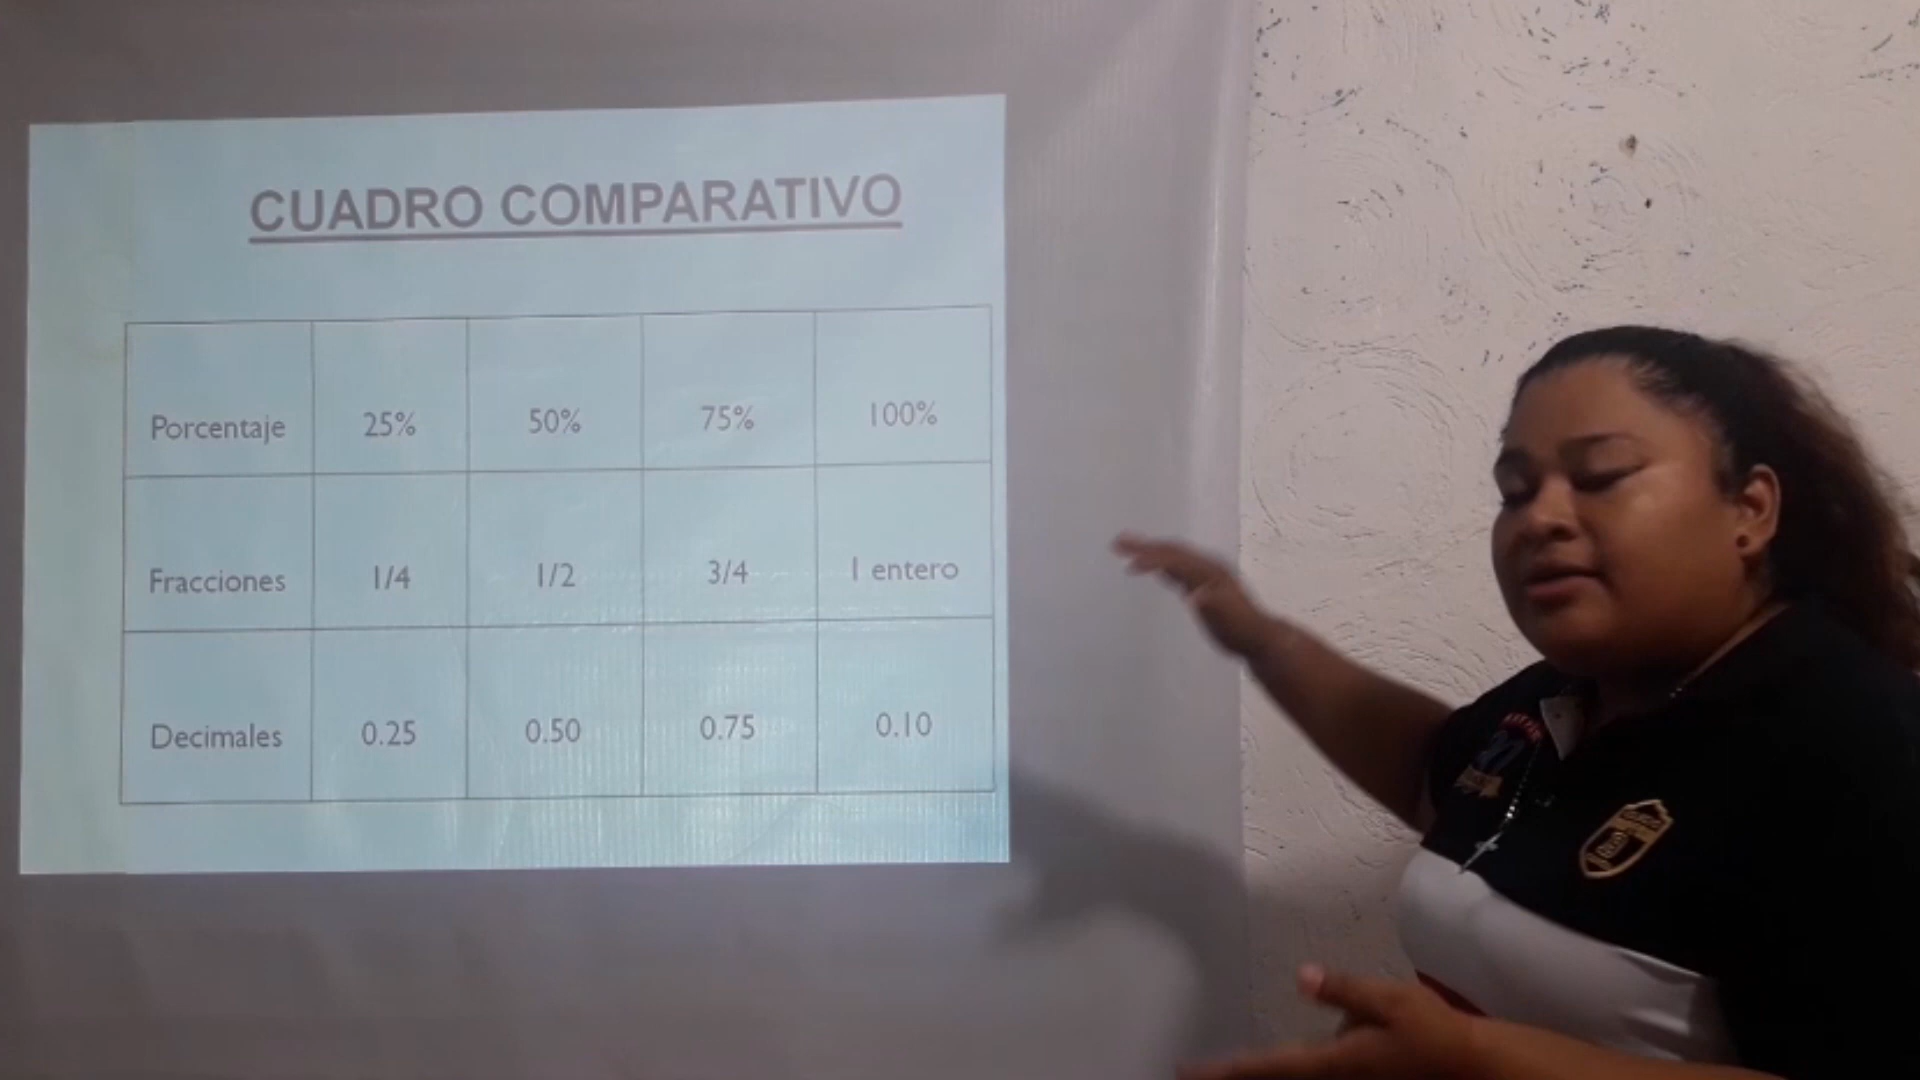 CUADRO COMPARATIVO
Porcentaje 25% 50% 75% 100%
Fracciones 1/4 1/2 3/4 1 entero
Decimales 0.25 0.50 0.75 0.10